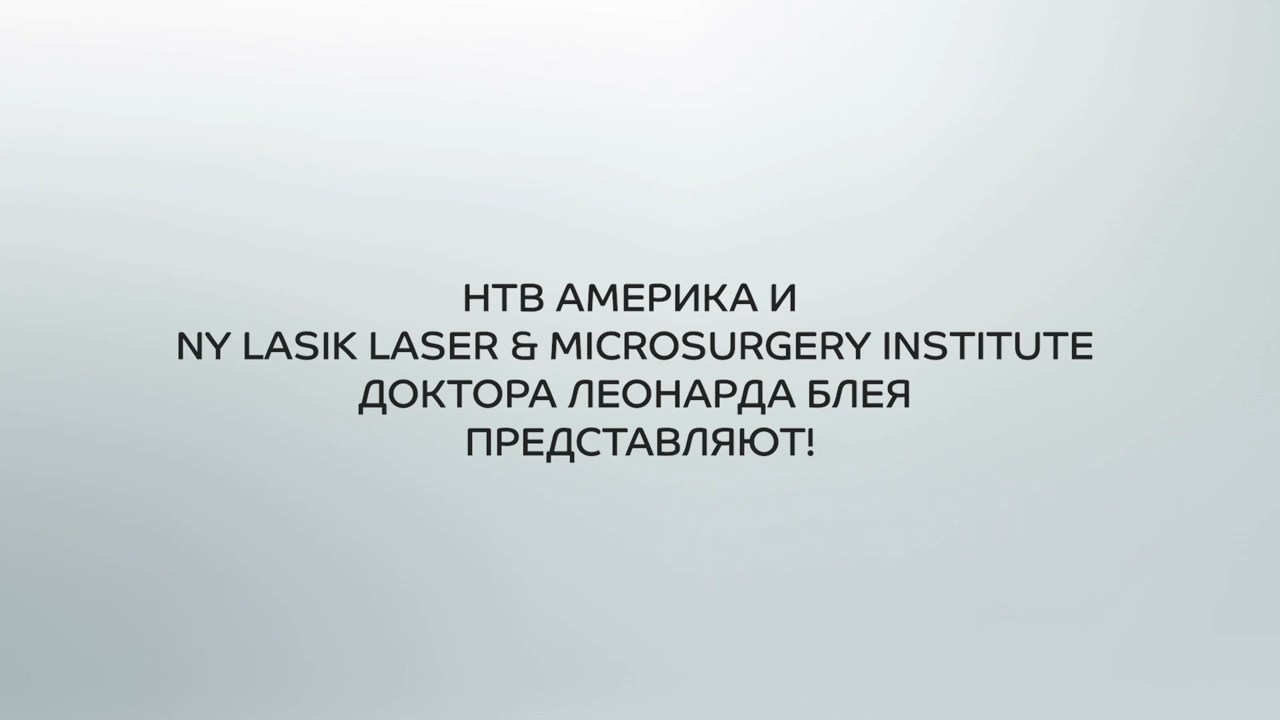 НТВ АМЕРИКА И
NY LASIK LASER & MICROSURGERY INSTITUTE
ДОКТОРА ЛЕОНАРДА БЛЕЯ
ПРЕДСТАВЛЯЮТ!